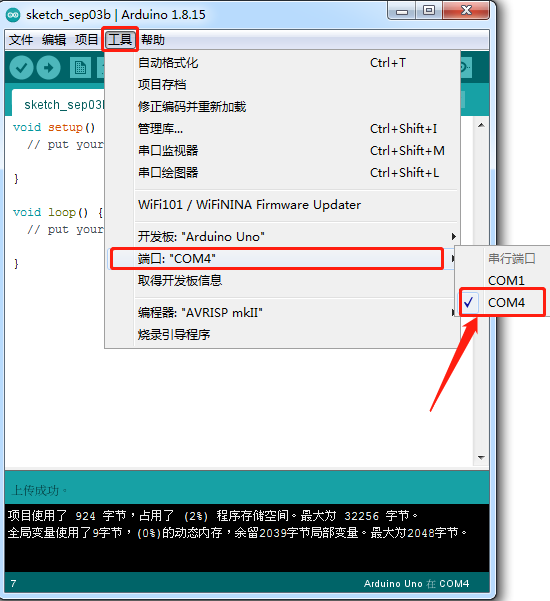 sketch_sep03b | Arduino 1.8.15
文件 编辑 项目 工具 帮助
自动格式化 Ctrl+T
项目存档
修正编码并重新加载
管理库... Ctrl+Shift+I
串口监视器 Ctrl+Shift+M
串口绘图器 Ctrl+Shift+L
WiFi101 / WiFiNINA Firmware Updater
开发板: "Arduino Uno"
端口: "COM4"
取得开发板信息
编程器: "AVRISP mkII"
烧录引导程序
串行端口
COM1
COM4
sketch_sep03b
void setup()
// put your
}
void loop() {
// put your
}
上传成功。
项目使用了 924 字节，占用了 (2%) 程序存储空间。最大为 32256 字节。
全局变量使用了9字节，(0%)的动态内存，余留2039字节局部变量。最大为2048字节。
7 Arduino Uno 在 COM4